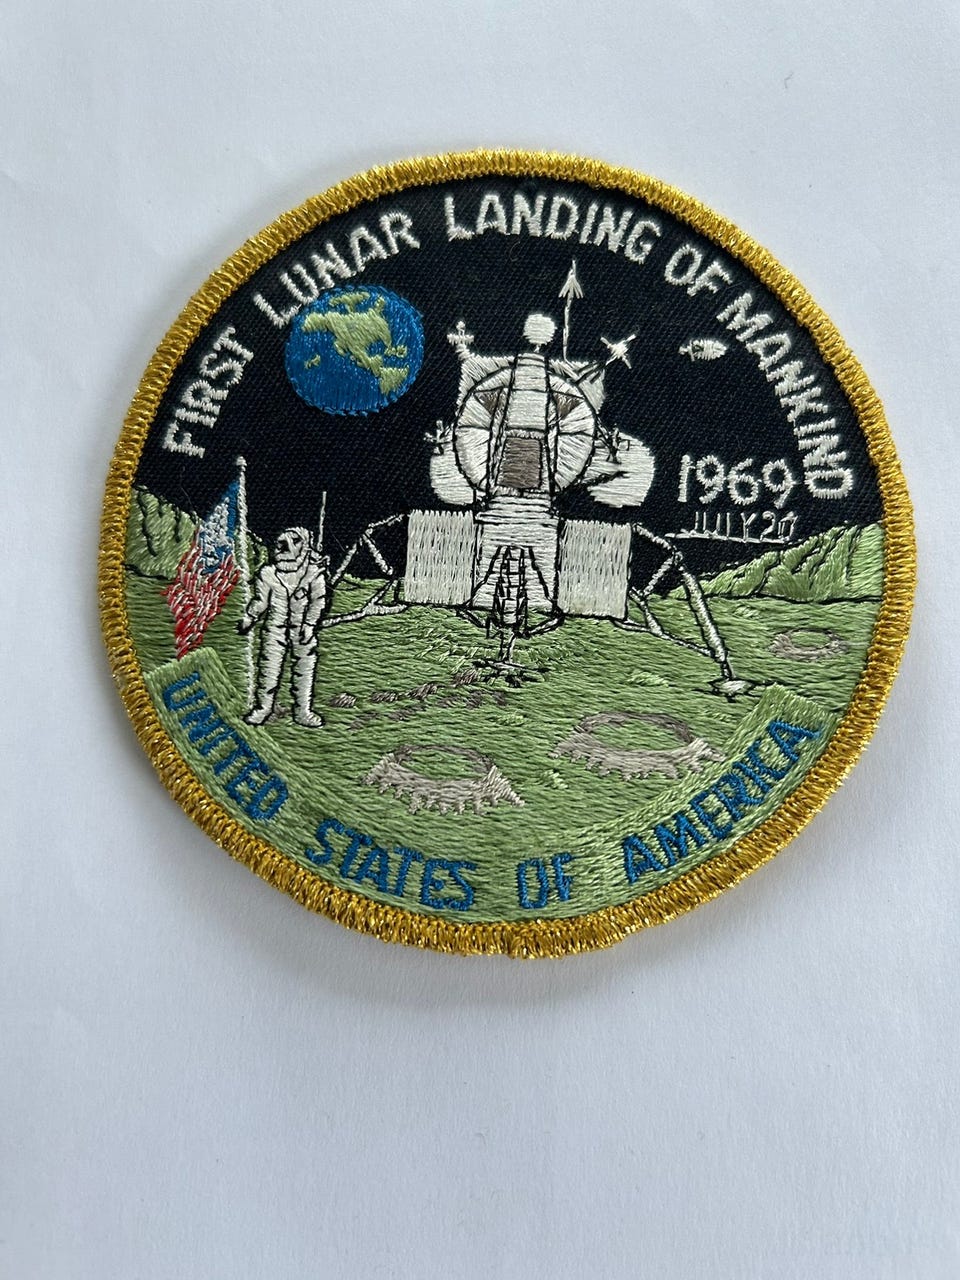 FIRST LUNAR LANDING OF MANKIND
1969
JULY 20
UNITED STATES OF AMERICA